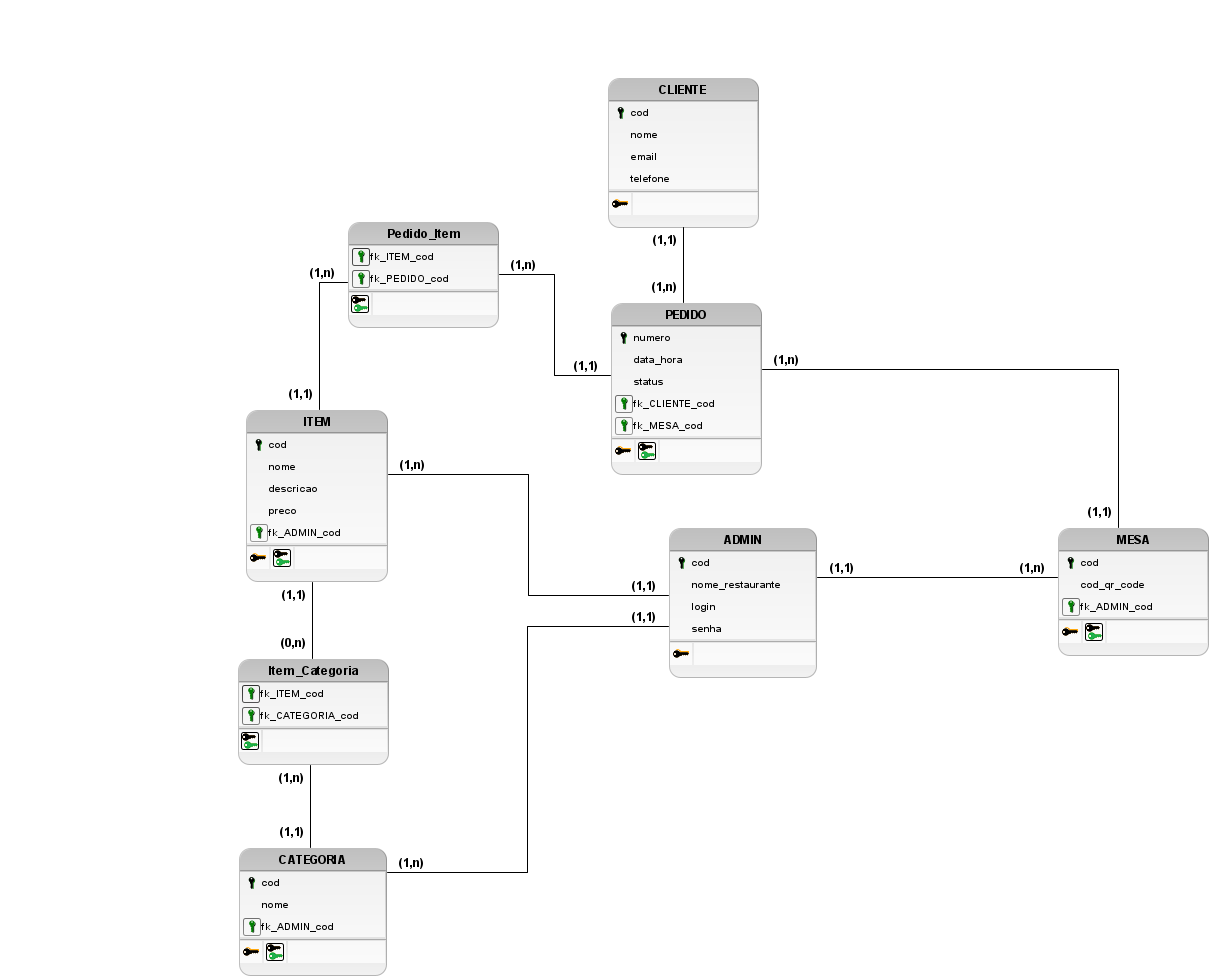 CLIENTE
cod
nome
email
telefone
(1,1)
(1,n)
Pedido_Item
fk_ITEM_cod
fk_PEDIDO_cod
(1,n)
(1,n)
(1,1)
(1,1)
PEDIDO
numero
data_hora
status
fk_CLIENTE_cod
fk_MESA_cod
(1,n)
(1,1)
ITEM
cod
nome
descricao
preco
fk_ADMIN_cod
(1,n)
(1,1)
(1,1)
(0,n)
(1,1)
ADMIN
cod
nome_restaurante
login
senha
(1,1)
(1,n)
MESA
cod
cod_qr_code
fk_ADMIN_cod
Item_Categoria
fk_ITEM_cod
fk_CATEGORIA_cod
(1,n)
(1,1)
CATEGORIA
cod
nome
fk_ADMIN_cod
(1,n)